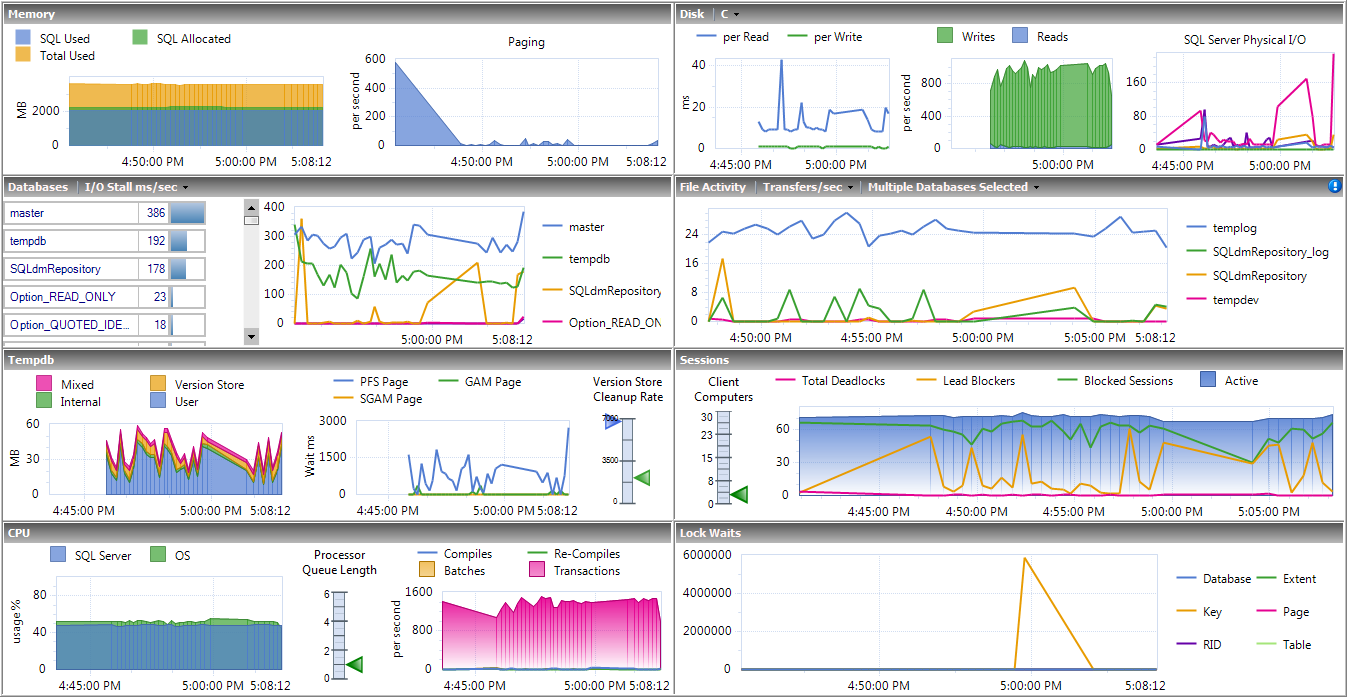 Memory
SQL Used
SQL Allocated
Total Used
MB
2000
0
4:50:00 PM
5:00:00 PM
5:08:12
Paging
per second
600
400
200
0
4:50:00 PM
5:00:00 PM
5:08:12
Disk
C
per Read
per Write
ms
40
20
0
4:45:00 PM
5:00:00 PM
Writes
Reads
per second
800
400
0
5:00:00 PM
SQL Server Physical I/O
160
80
0
4:45:00 PM
5:00:00 PM
Databases
I/O Stall ms/sec
master 386
tempdb 192
SQLdmRepository 178
Option_READ_ONLY 23
Option_QUOTED_IDE... 18
400
300
200
100
0
5:00:00 PM
5:08:12
master
tempdb
SQLdmRepository
Option_READ_ON
File Activity
Transfers/sec
Multiple Databases Selected
24
16
8
0
4:50:00 PM
4:55:00 PM
5:00:00 PM
5:05:00 PM
5:08:12
templog
SQLdmRepository_log
SQLdmRepository
tempdev
Tempdb
Mixed
Version Store
Internal
User
MB
60
30
0
4:45:00 PM
5:00:00 PM
5:08:12
PFS Page
GAM Page
SGAM Page
Wait ms
3000
1500
0
4:45:00 PM
5:00:00 PM
5:08:12
Version Store
Cleanup Rate
7000
3500
0
Sessions
Client
Computers
30
23
15
8
0
Total Deadlocks
Lead Blockers
Blocked Sessions
Active
60
30
0
4:45:00 PM
4:50:00 PM
4:55:00 PM
5:00:00 PM
5:05:00 PM
CPU
SQL Server
OS
usage %
80
40
0
4:45:00 PM
5:00:00 PM
5:08:12
Processor
Queue Length
6
4
2
0
Compiles
Re-Compiles
Batches
Transactions
per second
1600
800
0
4:45:00 PM
5:00:00 PM
5:08:12
Lock Waits
6000000
4000000
2000000
0
4:50:00 PM
5:00:00 PM
5:08:12
Database
Extent
Key
Page
RID
Table